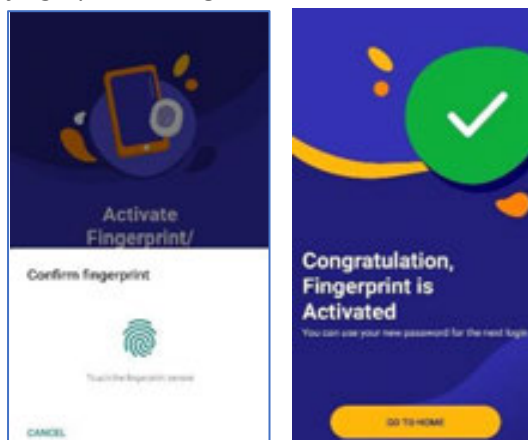 Activate
Fingerprint/
Confirm fingerprint
Touch the fingerprint sensor
CANCEL
Congratulation,
Fingerprint is
Activated
You can use your new password for the next login
GO TO HOME